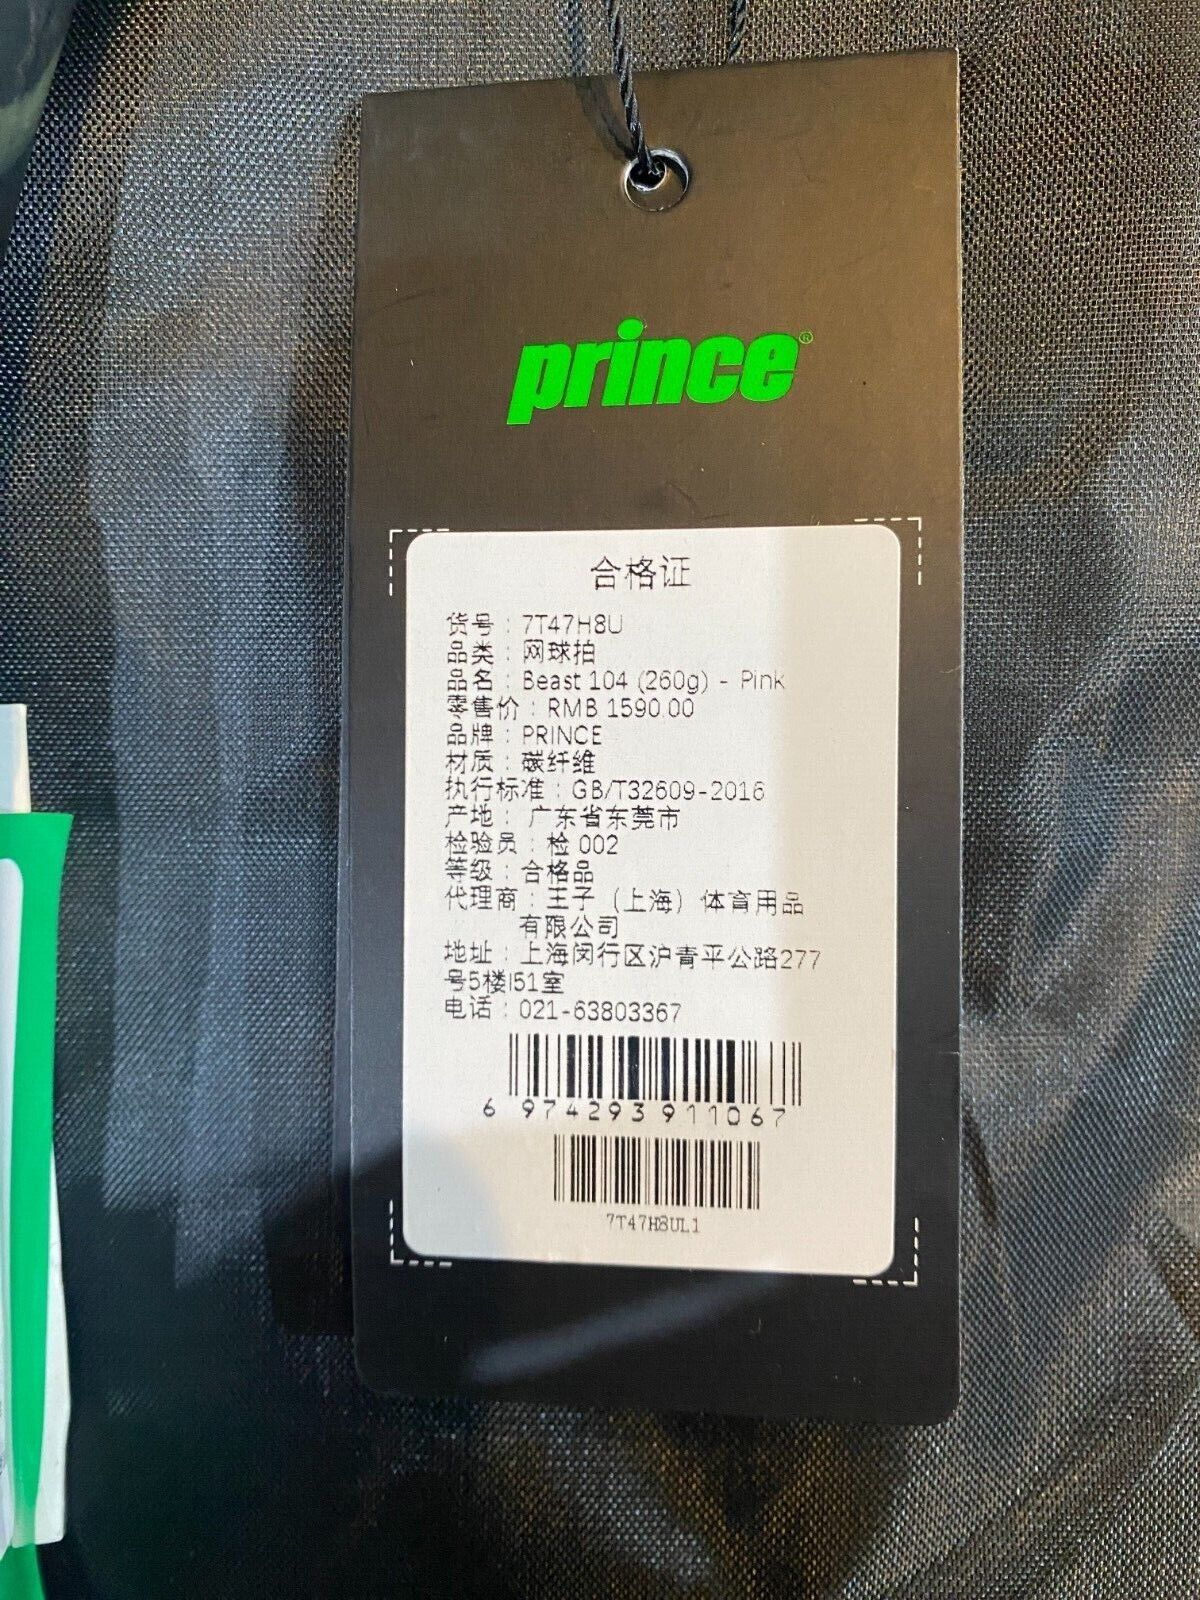 prince®
合格证
货号：7T47H8U
品类：网球拍
品名：Beast 104 (260g) - Pink
零售价：RMB 1590.00
品牌：PRINCE
材质：碳纤维
执行标准：GB/T32609-2016
产地： 广东省东莞市
检验员：检 002
等级：合格品
代理商：王子（上海）体育用品
有限公司
地址：上海闵行区沪青平公路277
号5楼I51室
电话：021-63803367
6 974293 911067
7T47H8UL1